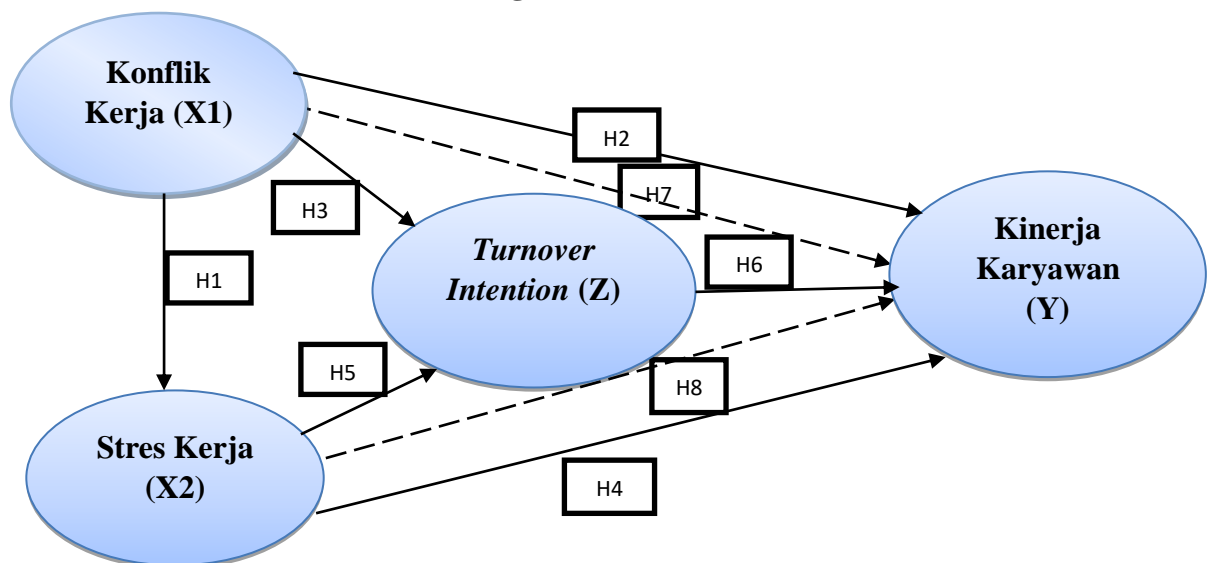 Konflik
Kerja (X1)
H2
H7
H3
Turnover
Intention (Z)
H6
Kinerja
Karyawan
(Y)
H1
H5
H8
Stres Kerja
(X2)
H4